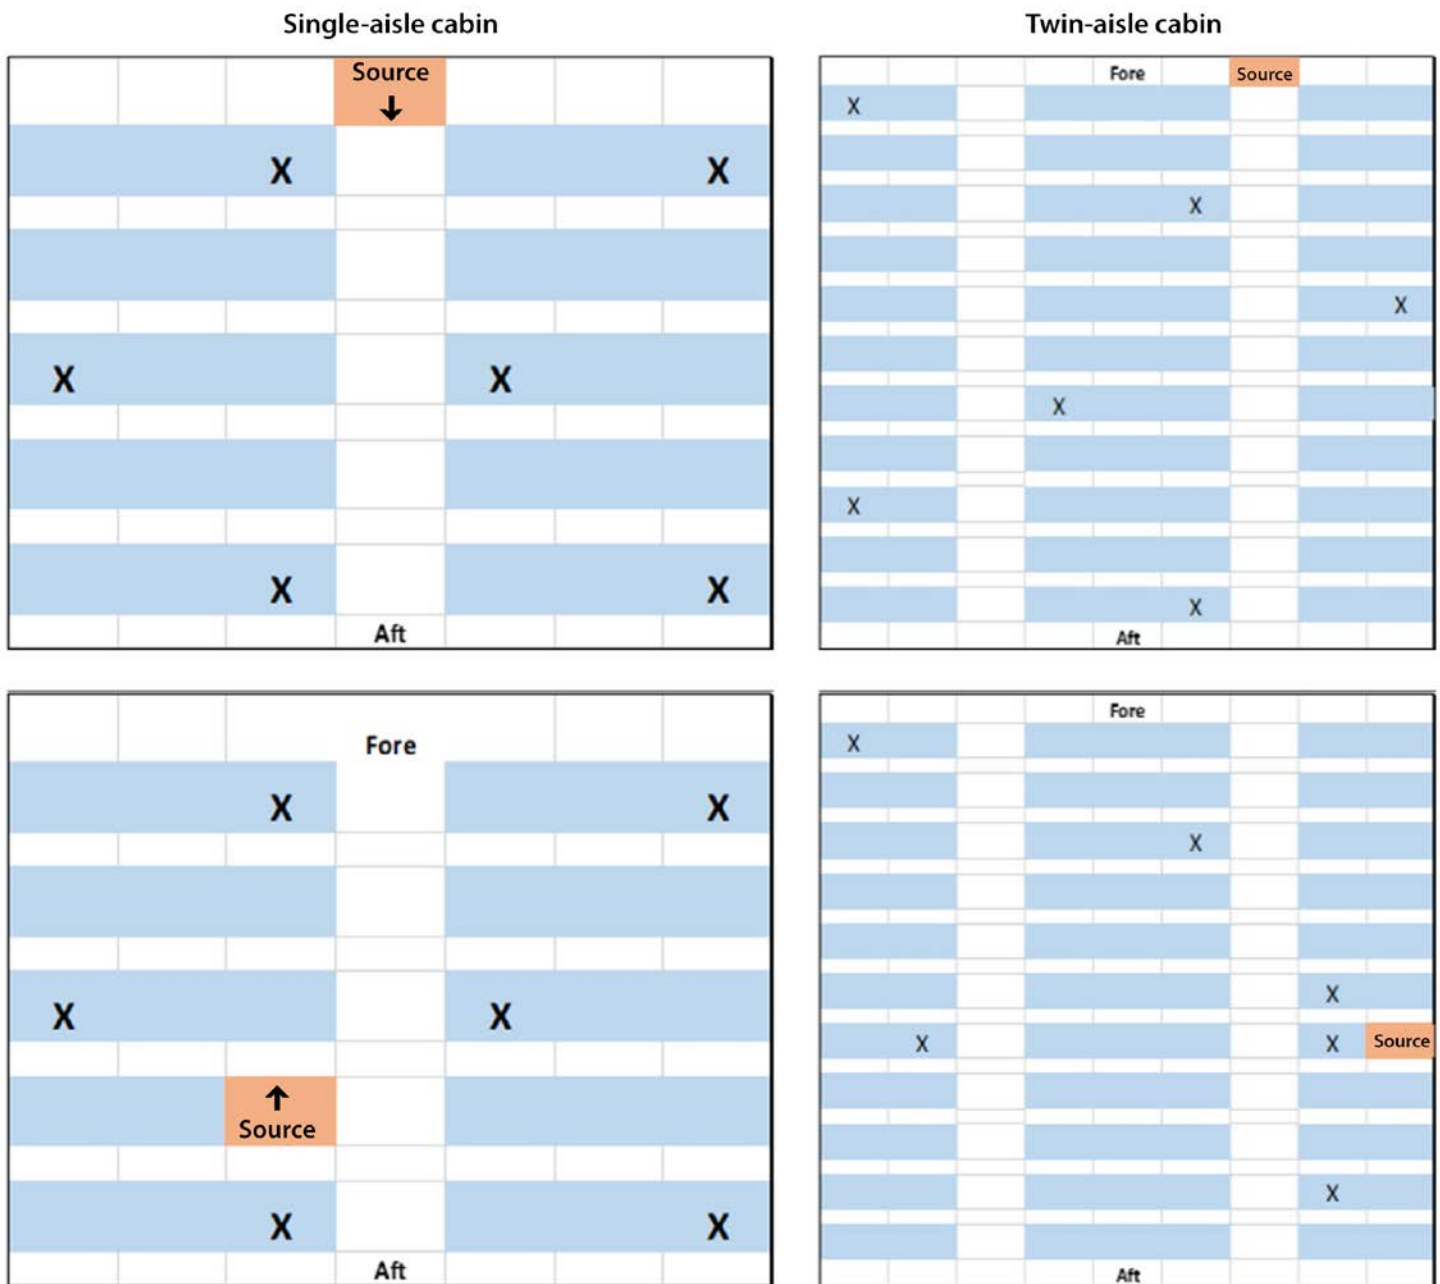 Single-aisle cabin
Twin-aisle cabin
Source
↓
X X
X X
X X
Aft
Fore Source
X
X
X
X
X
X
Aft
Fore
X X
X X
↑
Source
X X
Aft
Fore
X
X
X
X X Source
X
Aft